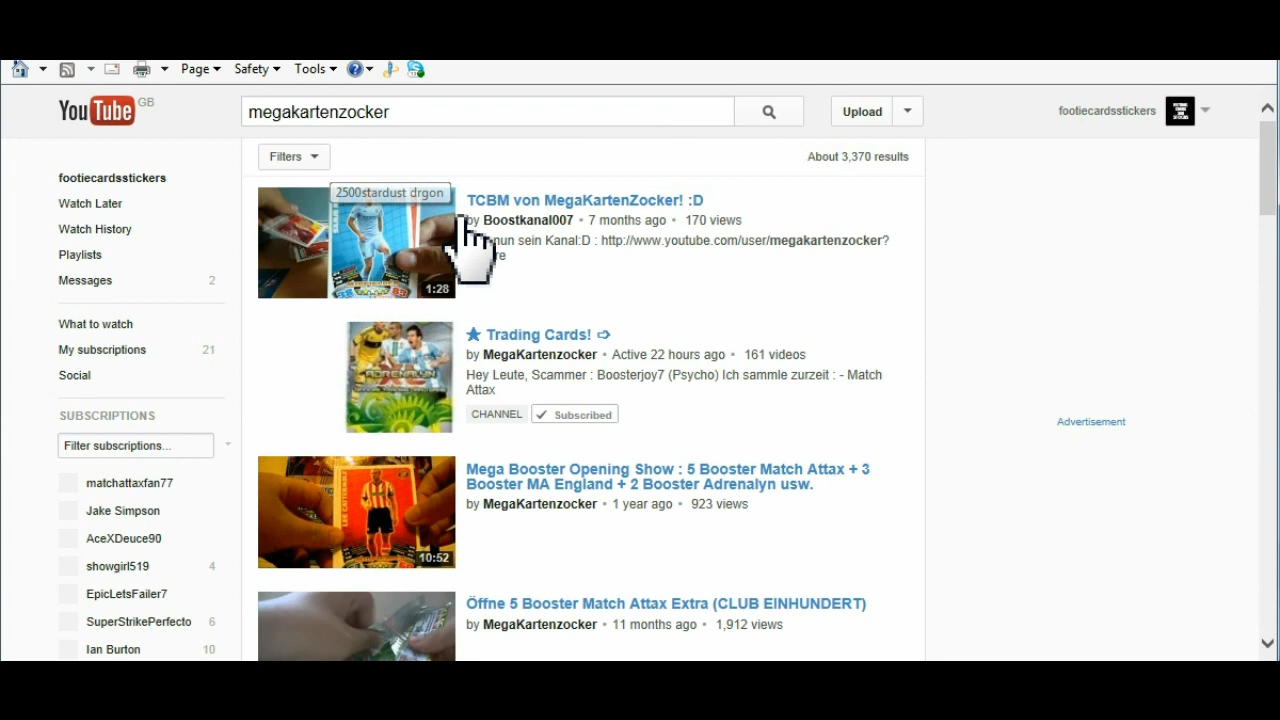 Page Safety Tools
YouTube GB
megakartenzocker
Upload
footiecardsstickers
Filters
About 3,370 results
footiecardsstickers
Watch Later
Watch History
Playlists
Messages 2
What to watch
My subscriptions 21
Social
SUBSCRIPTIONS
Filter subscriptions...
matchattaxfan77
Jake Simpson
AceXDeuce90
showgirl519 4
EpicLetsFailer7
SuperStrikePerfecto 6
Ian Burton 10
2500stardust drgon
1:28
TCBM von MegaKartenZocker! :D
by Boostkanal007 • 7 months ago • 170 views
nun sein Kanal:D : http://www.youtube.com/user/megakartenzocker?
ADRENALYN
★ Trading Cards! ➩
by MegaKartenzocker • Active 22 hours ago • 161 videos
Hey Leute, Scammer : Boosterjoy7 (Psycho) Ich sammle zurzeit : - Match
Attax
CHANNEL ✓ Subscribed
10:52
Mega Booster Opening Show : 5 Booster Match Attax + 3
Booster MA England + 2 Booster Adrenalyn usw.
by MegaKartenzocker • 1 year ago • 923 views
Öffne 5 Booster Match Attax Extra (CLUB EINHUNDERT)
by MegaKartenzocker • 11 months ago • 1,912 views
Advertisement